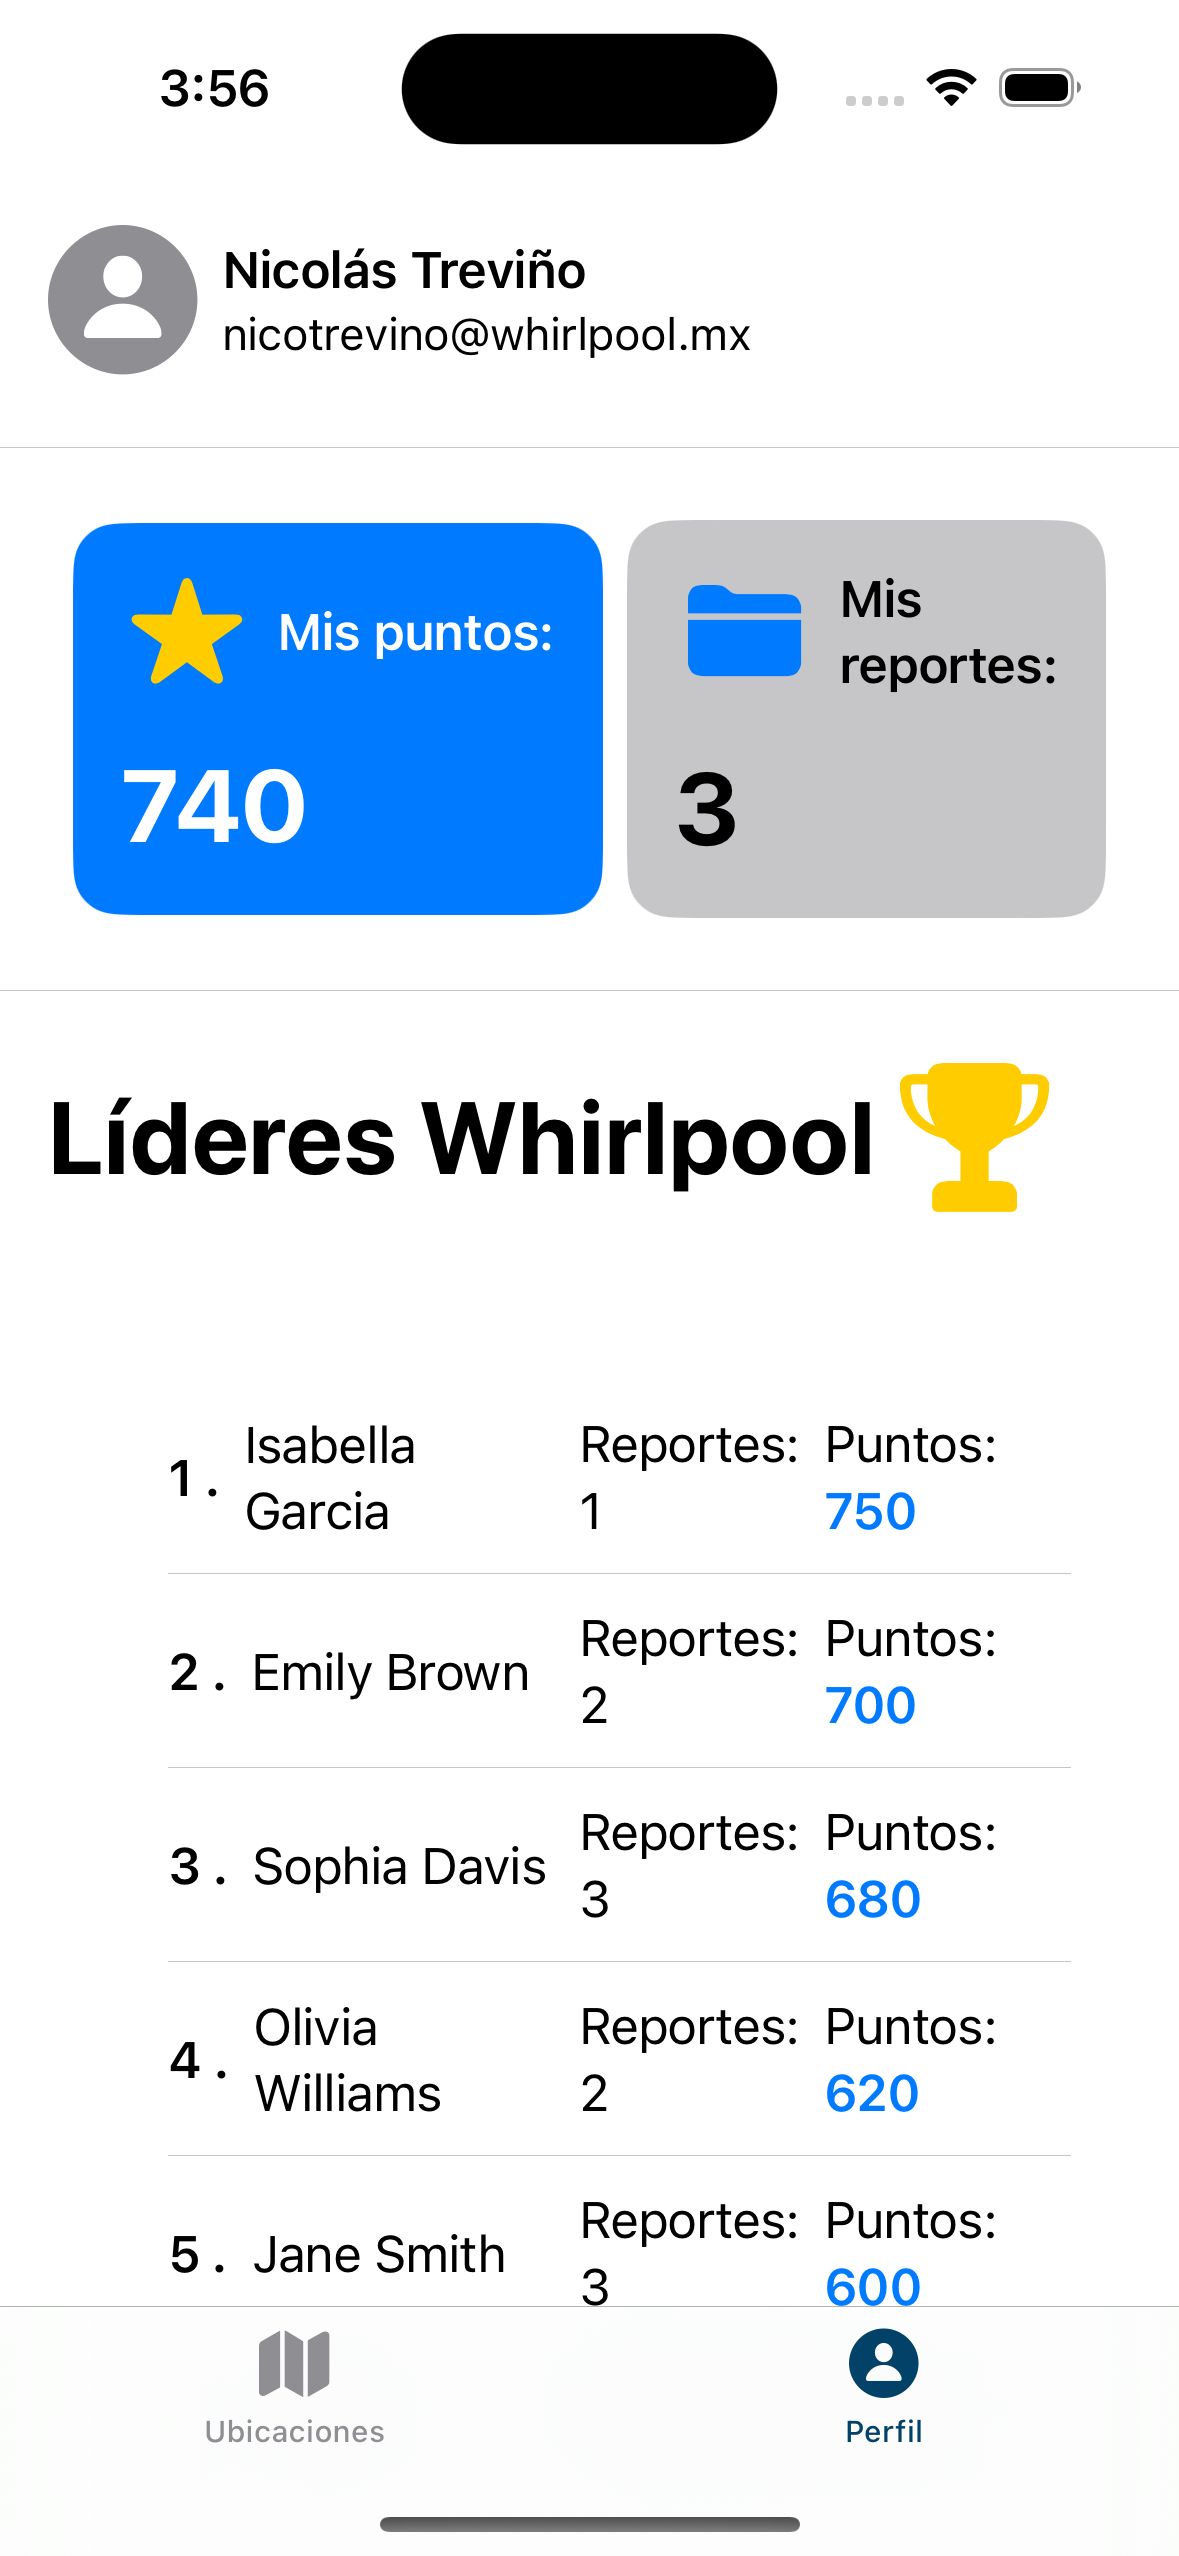 3:56
Nicolás Treviño
nicotrevino@whirlpool.mx
Mis puntos:
740
Mis
reportes:
3
Líderes Whirlpool
1 .
Isabella
Garcia
Reportes:
1
Puntos:
750
2 .
Emily Brown
Reportes:
2
Puntos:
700
3 .
Sophia Davis
Reportes:
3
Puntos:
680
4 .
Olivia
Williams
Reportes:
2
Puntos:
620
5 .
Jane Smith
Reportes:
3
Puntos:
600
Ubicaciones
Perfil